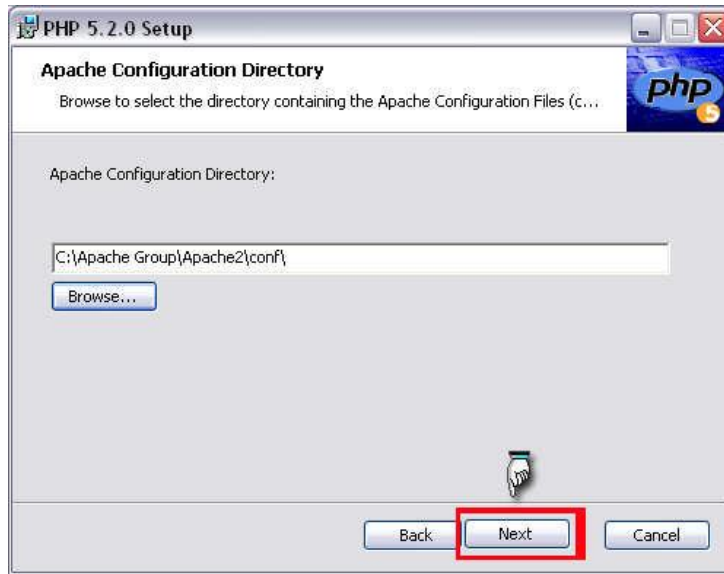 PHP 5.2.0 Setup
Apache Configuration Directory
Browse to select the directory containing the Apache Configuration Files (c...
php
5
Apache Configuration Directory:
C:\Apache Group\Apache2\conf\
Browse...
Back Next Cancel